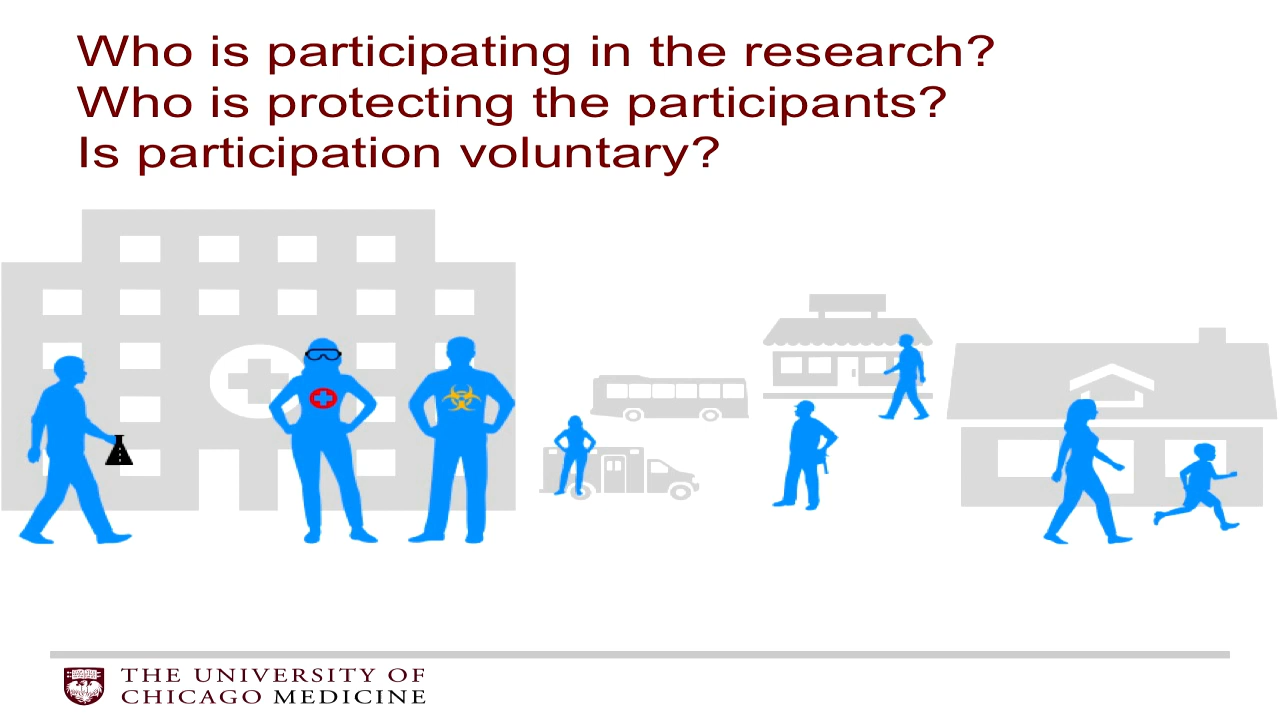 Who is participating in the research?
Who is protecting the participants?
Is participation voluntary?
THE UNIVERSITY OF
CHICAGO MEDICINE